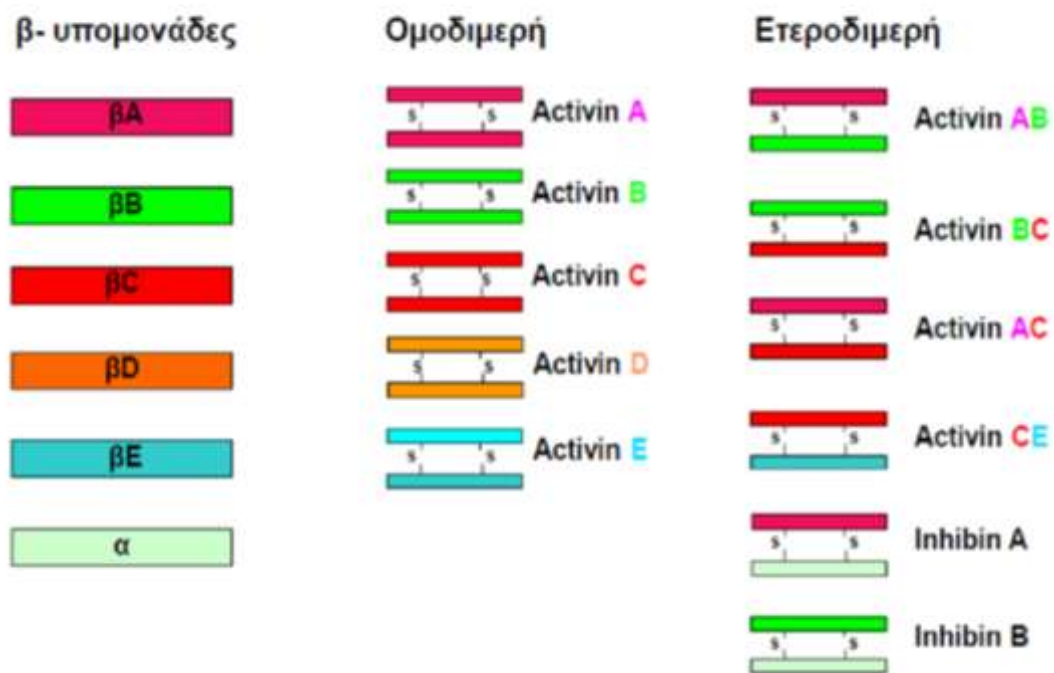 β- υπομονάδες
βA
βB
βC
βD
βE
α
Ομοδιμερή
s s Activin A
s s Activin B
s s Activin C
s s Activin D
s s Activin E
Ετεροδιμερή
s s Activin AB
s s Activin BC
s s Activin AC
s s Activin CE
s s Inhibin A
s s Inhibin B